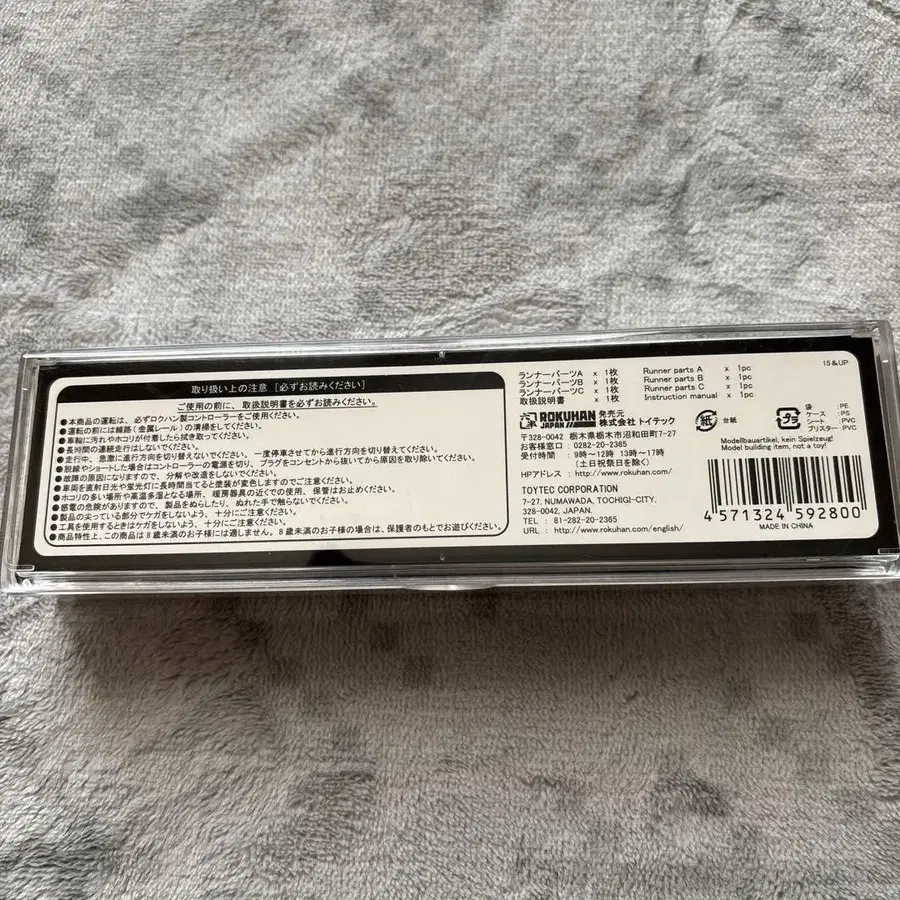 取り扱い上の注意 [必ずお読みください]
ご使用の前に、取扱説明書を必ずお読みください。
●本商品の運転は、必ずロクハン製コントローラーをご使用ください。
●運転の前には線路(金属レール)の清掃をしてください。
●車輪に汚れやホコリが付着したら拭き取ってください。
●長時間の連続走行はしないでください。
●走行中、急激に進行方向を切り替えないでください。一度停車させてから進行方向を切り替えてください。
●脱線やショートした場合はコントローラーの電源を切り、プラグをコンセントから抜いてから原因を取り除いてください。
●故障の原因になりますので、分解や改造をしないでください。
●車両を直射日光や蛍光灯に長時間当てると塗装が変色しますのでご注意ください。
●ホコリの多い場所や高温多湿となる場所、暖房器具の近くでの使用、保管はおやめください。
●感電の危険がありますので、製品をぬらしたり、ぬれた手で触らないでください。
●製品の尖っている部分でケガをしないよう、十分にご注意ください。
●工具を使用するときはケガをしないよう、十分にご注意ください。
●商品特性上、この商品は8歳未満のお子様には適しません。8歳未満のお子様の場合は、保護者のもとでお遊びください。
15&UP
ランナーパーツA x 1枚 Runner parts A x 1pc
ランナーパーツB x 1枚 Runner parts B x 1pc
ランナーパーツC x 1枚 Runner parts C x 1pc
取扱説明書 x 1枚 Instruction manual x 1pc
ROKUHAN
JAPAN
発売元
株式会社 トイテック
〒328-0042 栃木県栃木市沼和田町7-27
お客様窓口 : 0282-20-2365
受付時間 : 9時~12時 13時~17時
(土日祝祭日を除く)
HPアドレス : http://www.rokuhan.com
TOYTEC CORPORATION
7-27, NUMAWADA, TOCHIGI-CITY,
328-0042, JAPAN
TEL : 81-282-20-2365
URL : http://www.rokuhan.com/english/
紙
台紙
プラ
袋 : PE
ケース : PS
シート : PVC
ブリスター : PVC
Modellbauartikel, kein Spielzeug!
Model building item, not a toy!
4 571324 592800
MADE IN CHINA